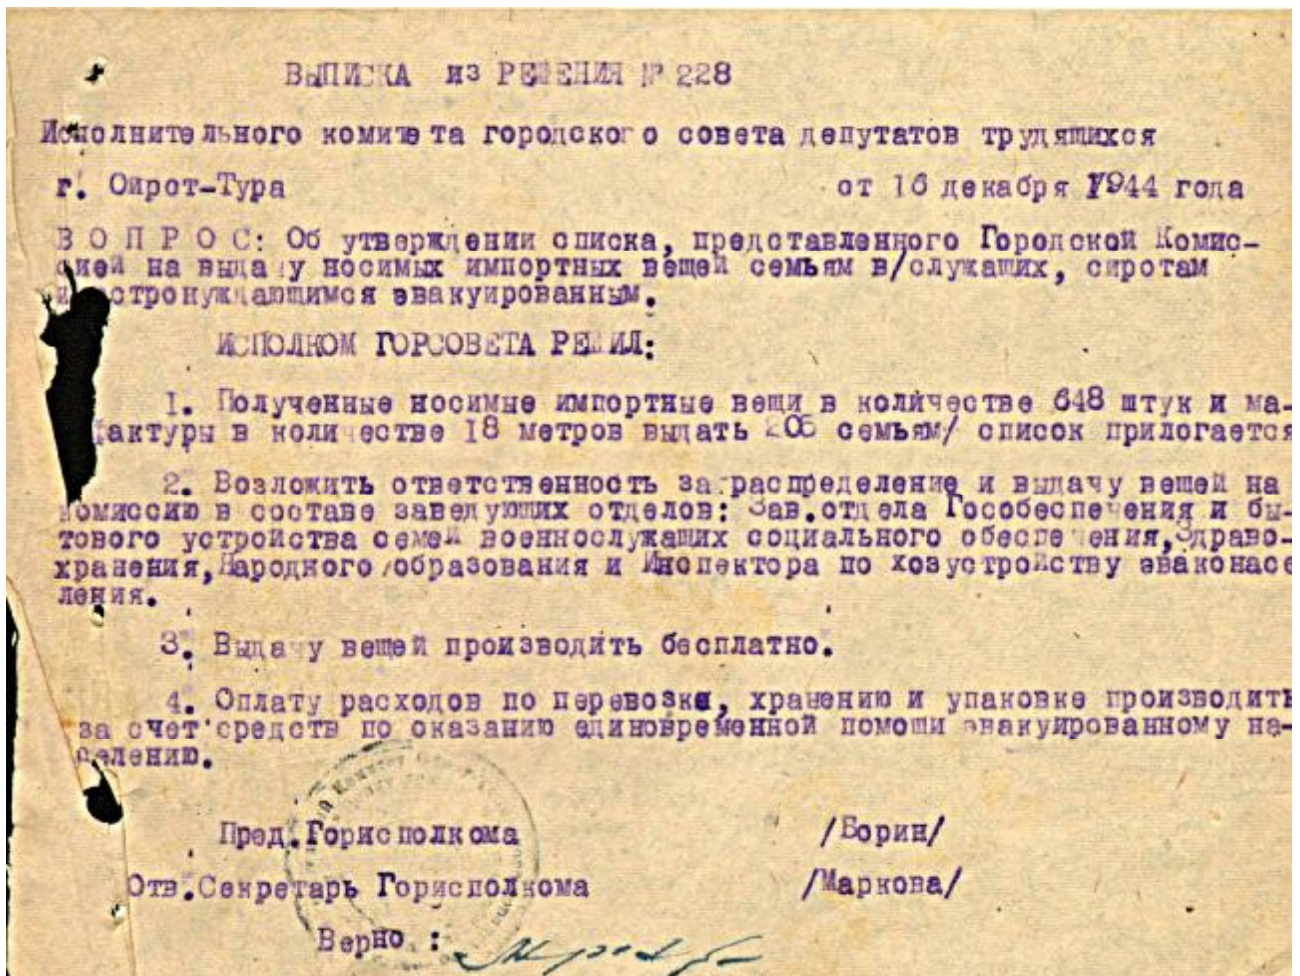 ВЫПИСКА из РЕШЕНИЯ № 228
Исполнительного комитета городского совета депутатов трудящихся
г. Ойрот-Тура от 16 декабря 1944 года
ВОПРОС: Об утверждении списка, представленного Городской Комис-
сией на выдачу носимых импортных вещей семьям в/служащих, сиротам
и остронуждающимся эвакуированным.
ИСПОЛКОМ ГОРСОВЕТА РЕШИЛ:
1. Полученные носимые импортные вещи в количестве 648 штук и ма-
фактуры в количестве 18 метров выдать семьям/ список прилогается
2. Возложить ответственность за распределение и выдачу вещей на
комиссию в составе заведующих отделов: Зав.отдела Гособеспечения и бы-
тового устройства семей военнослужащих социального обеспечения, Здраво-
хранения, Народного образования и Инспектора по хозустройству эваконасе
ления.
3. Выдачу вещей производить бесплатно.
4. Оплату расходов по перевозке, хранению и упаковке производить
за счет средств по оказанию единовременной помощи эвакуированному на-
селению.
Пред.Горисполкома /Борин/
Отв.Секретарь Горисполкома /Маркова/
Верно :